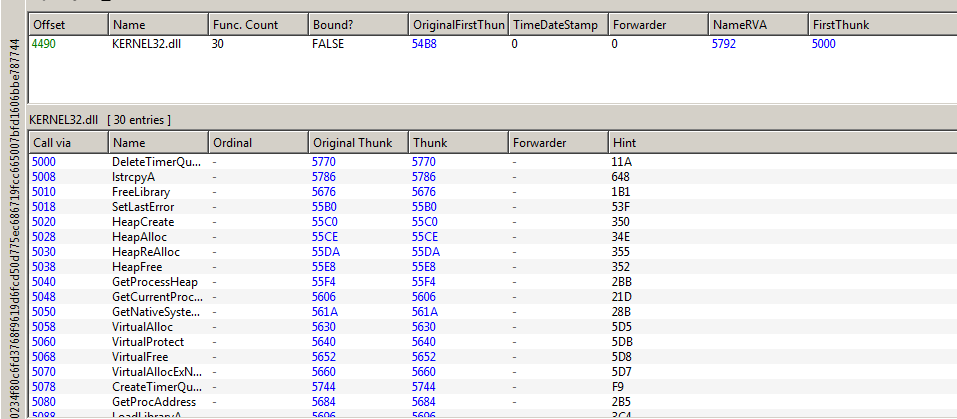 Offset Name Func. Count Bound? OriginalFirstThun TimeDateStamp Forwarder NameRVA FirstThunk
4490 KERNEL32.dll 30 FALSE 54B8 0 0 5792 5000
KERNEL32.dll [ 30 entries ]
Call via Name Ordinal Original Thunk Thunk Forwarder Hint
5000 DeleteTimerQu... - 5770 5770 - 11A
5008 lstrcpyA - 5786 5786 - 648
5010 FreeLibrary - 5676 5676 - 1B1
5018 SetLastError - 55B0 55B0 - 53F
5020 HeapCreate - 55C0 55C0 - 350
5028 HeapAlloc - 55CE 55CE - 34E
5030 HeapReAlloc - 55DA 55DA - 355
5038 HeapFree - 55E8 55E8 - 352
5040 GetProcessHeap - 55F4 55F4 - 2BB
5048 GetCurrentProc... - 5606 5606 - 21D
5050 GetNativeSyste... - 561A 561A - 28B
5058 VirtualAlloc - 5630 5630 - 5D5
5060 VirtualProtect - 5640 5640 - 5DB
5068 VirtualFree - 5652 5652 - 5D8
5070 VirtualAllocExN... - 5660 5660 - 5D7
5078 CreateTimerQu... - 5744 5744 - F9
5080 GetProcAddress - 5684 5684 - 2B5
5088 LoadLibraryA - 5696 5696 - 3C4
0234f80c6fd3768f9619d6fcd50d775ec686719fcc665007bfd1606bbe787744